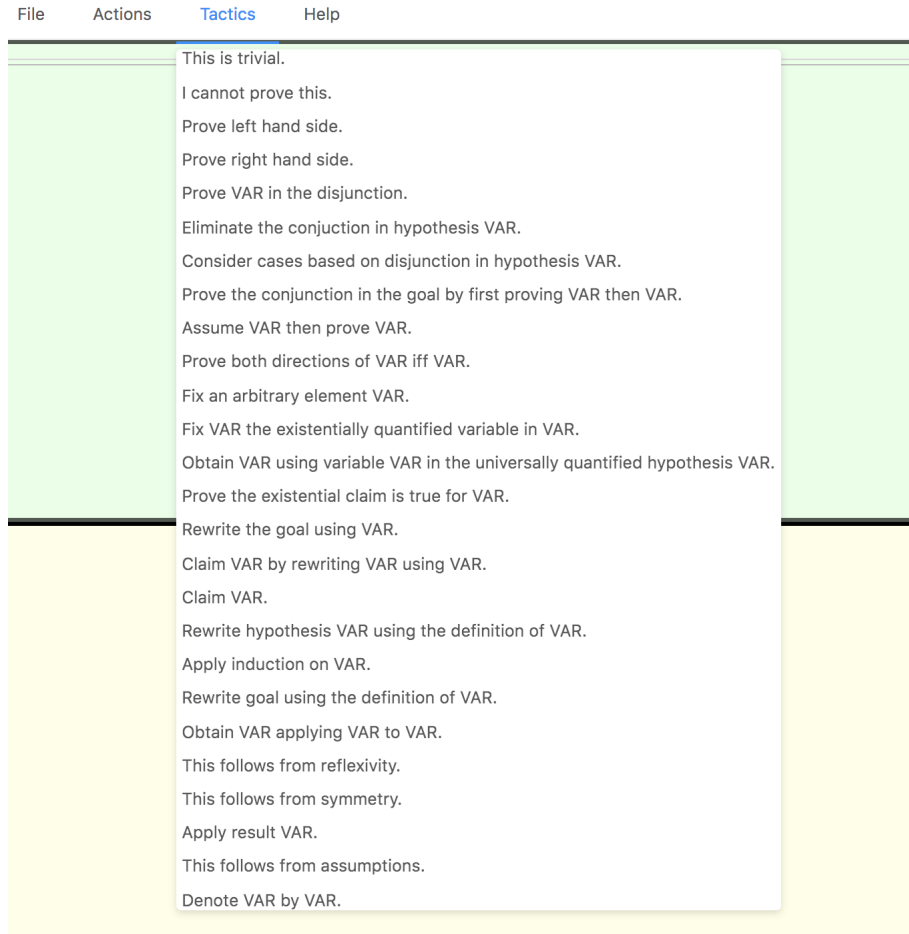 File Actions Tactics Help
This is trivial.
I cannot prove this.
Prove left hand side.
Prove right hand side.
Prove VAR in the disjunction.
Eliminate the conjuction in hypothesis VAR.
Consider cases based on disjunction in hypothesis VAR.
Prove the conjunction in the goal by first proving VAR then VAR.
Assume VAR then prove VAR.
Prove both directions of VAR iff VAR.
Fix an arbitrary element VAR.
Fix VAR the existentially quantified variable in VAR.
Obtain VAR using variable VAR in the universally quantified hypothesis VAR.
Prove the existential claim is true for VAR.
Rewrite the goal using VAR.
Claim VAR by rewriting VAR using VAR.
Claim VAR.
Rewrite hypothesis VAR using the definition of VAR.
Apply induction on VAR.
Rewrite goal using the definition of VAR.
Obtain VAR applying VAR to VAR.
This follows from reflexivity.
This follows from symmetry.
Apply result VAR.
This follows from assumptions.
Denote VAR by VAR.